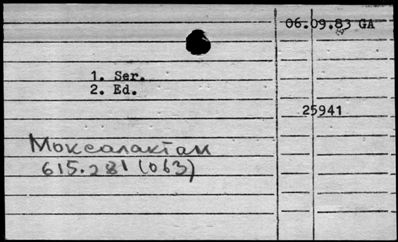 06.09.83 GA
1. Ser.
2. Ed.
25941
Моксалактам
615.281(063)